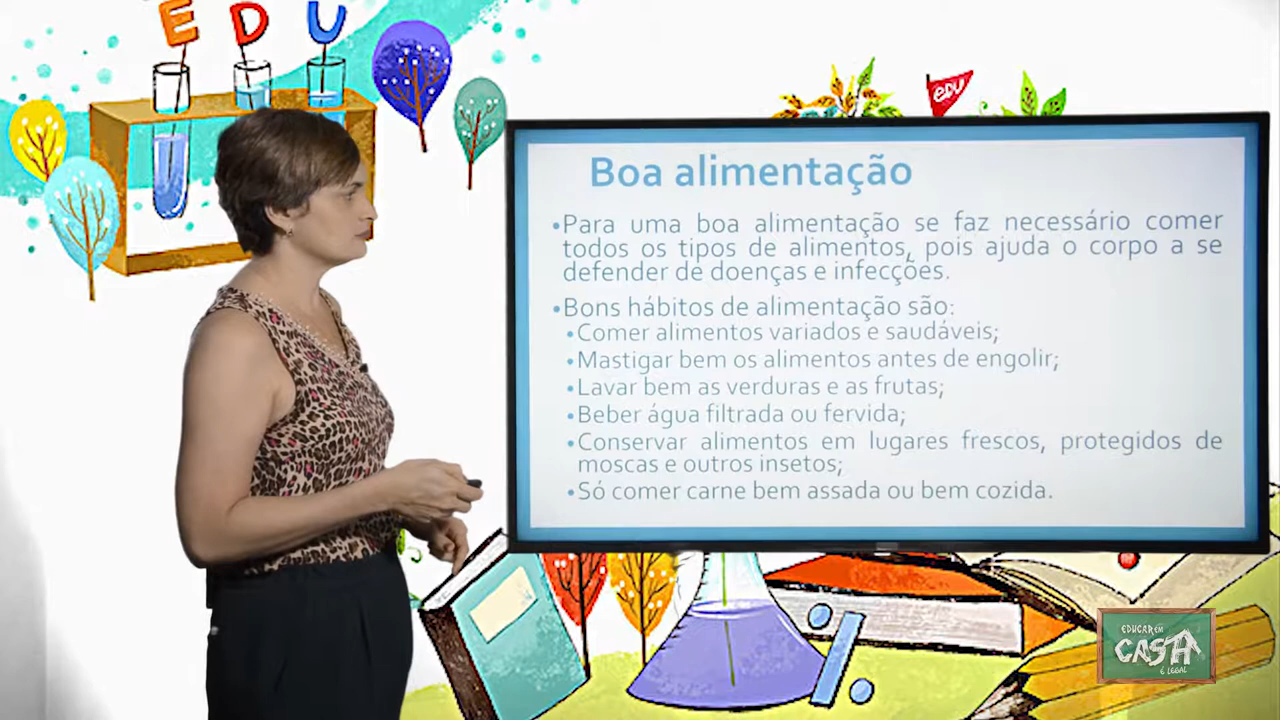 EDU
EDU
Boa alimentação
•Para uma boa alimentação se faz necessário comer
todos os tipos de alimentos, pois ajuda o corpo a se
defender de doenças e infecções.
•Bons hábitos de alimentação são:
•Comer alimentos variados e saudáveis;
•Mastigar bem os alimentos antes de engolir;
•Lavar bem as verduras e as frutas;
•Beber água filtrada ou fervida;
•Conservar alimentos em lugares frescos, protegidos de
moscas e outros insetos;
•Só comer carne bem assada ou bem cozida.
EDUCAR EM
CASA
É LEGAL